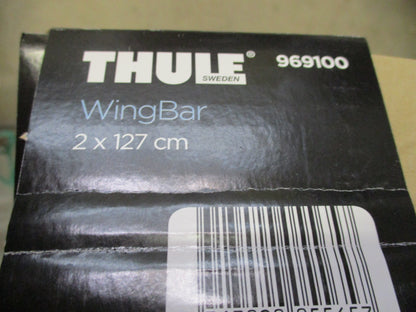 THULE® 969100
SWEDEN
WingBar
2 x 127 cm